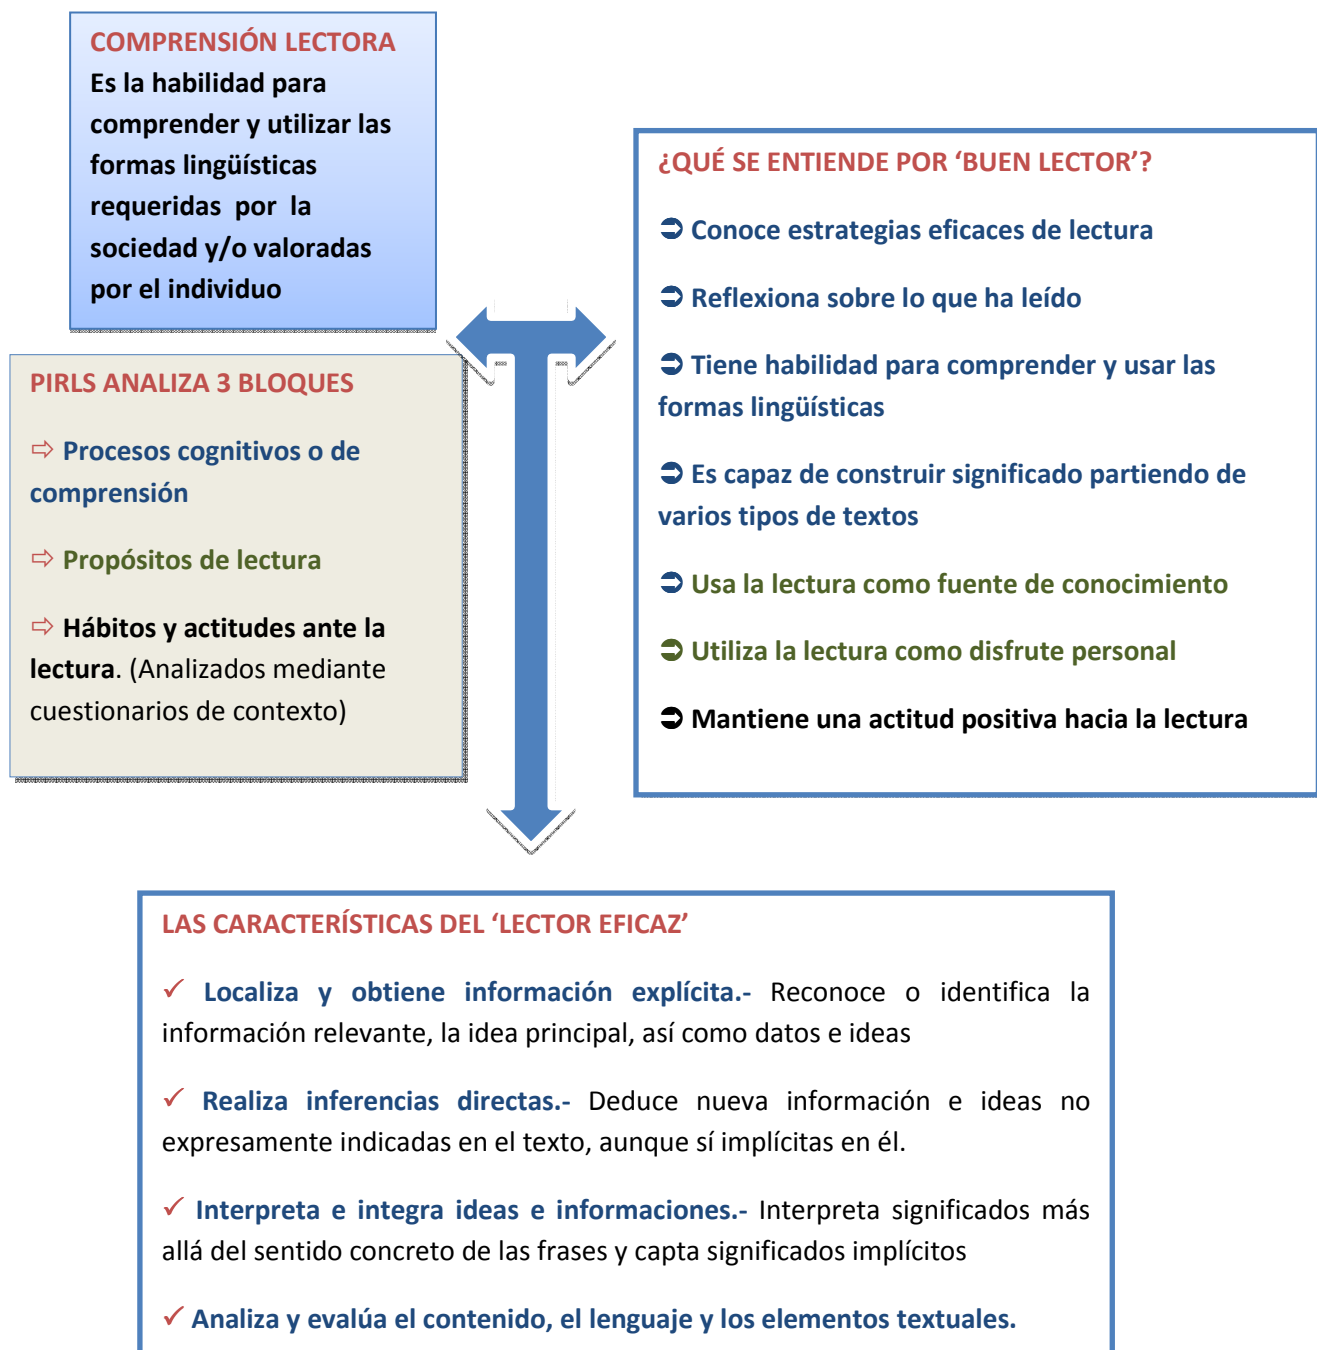 COMPRENSIÓN LECTORA
Es la habilidad para
comprender y utilizar las
formas lingüísticas
requeridas por la
sociedad y/o valoradas
por el individuo
PIRLS ANALIZA 3 BLOQUES
⇨ Procesos cognitivos o de
comprensión
⇨ Propósitos de lectura
⇨ Hábitos y actitudes ante la
lectura. (Analizados mediante
cuestionarios de contexto)
¿QUÉ SE ENTIENDE POR ‘BUEN LECTOR’?
➲ Conoce estrategias eficaces de lectura
➲ Reflexiona sobre lo que ha leído
➲ Tiene habilidad para comprender y usar las
formas lingüísticas
➲ Es capaz de construir significado partiendo de
varios tipos de textos
➲ Usa la lectura como fuente de conocimiento
➲ Utiliza la lectura como disfrute personal
➲ Mantiene una actitud positiva hacia la lectura
LAS CARACTERÍSTICAS DEL ‘LECTOR EFICAZ’
✓ Localiza y obtiene información explícita.- Reconoce o identifica la
información relevante, la idea principal, así como datos e ideas
✓ Realiza inferencias directas.- Deduce nueva información e ideas no
expresamente indicadas en el texto, aunque sí implícitas en él.
✓ Interpreta e integra ideas e informaciones.- Interpreta significados más
allá del sentido concreto de las frases y capta significados implícitos
✓ Analiza y evalúa el contenido, el lenguaje y los elementos textuales.